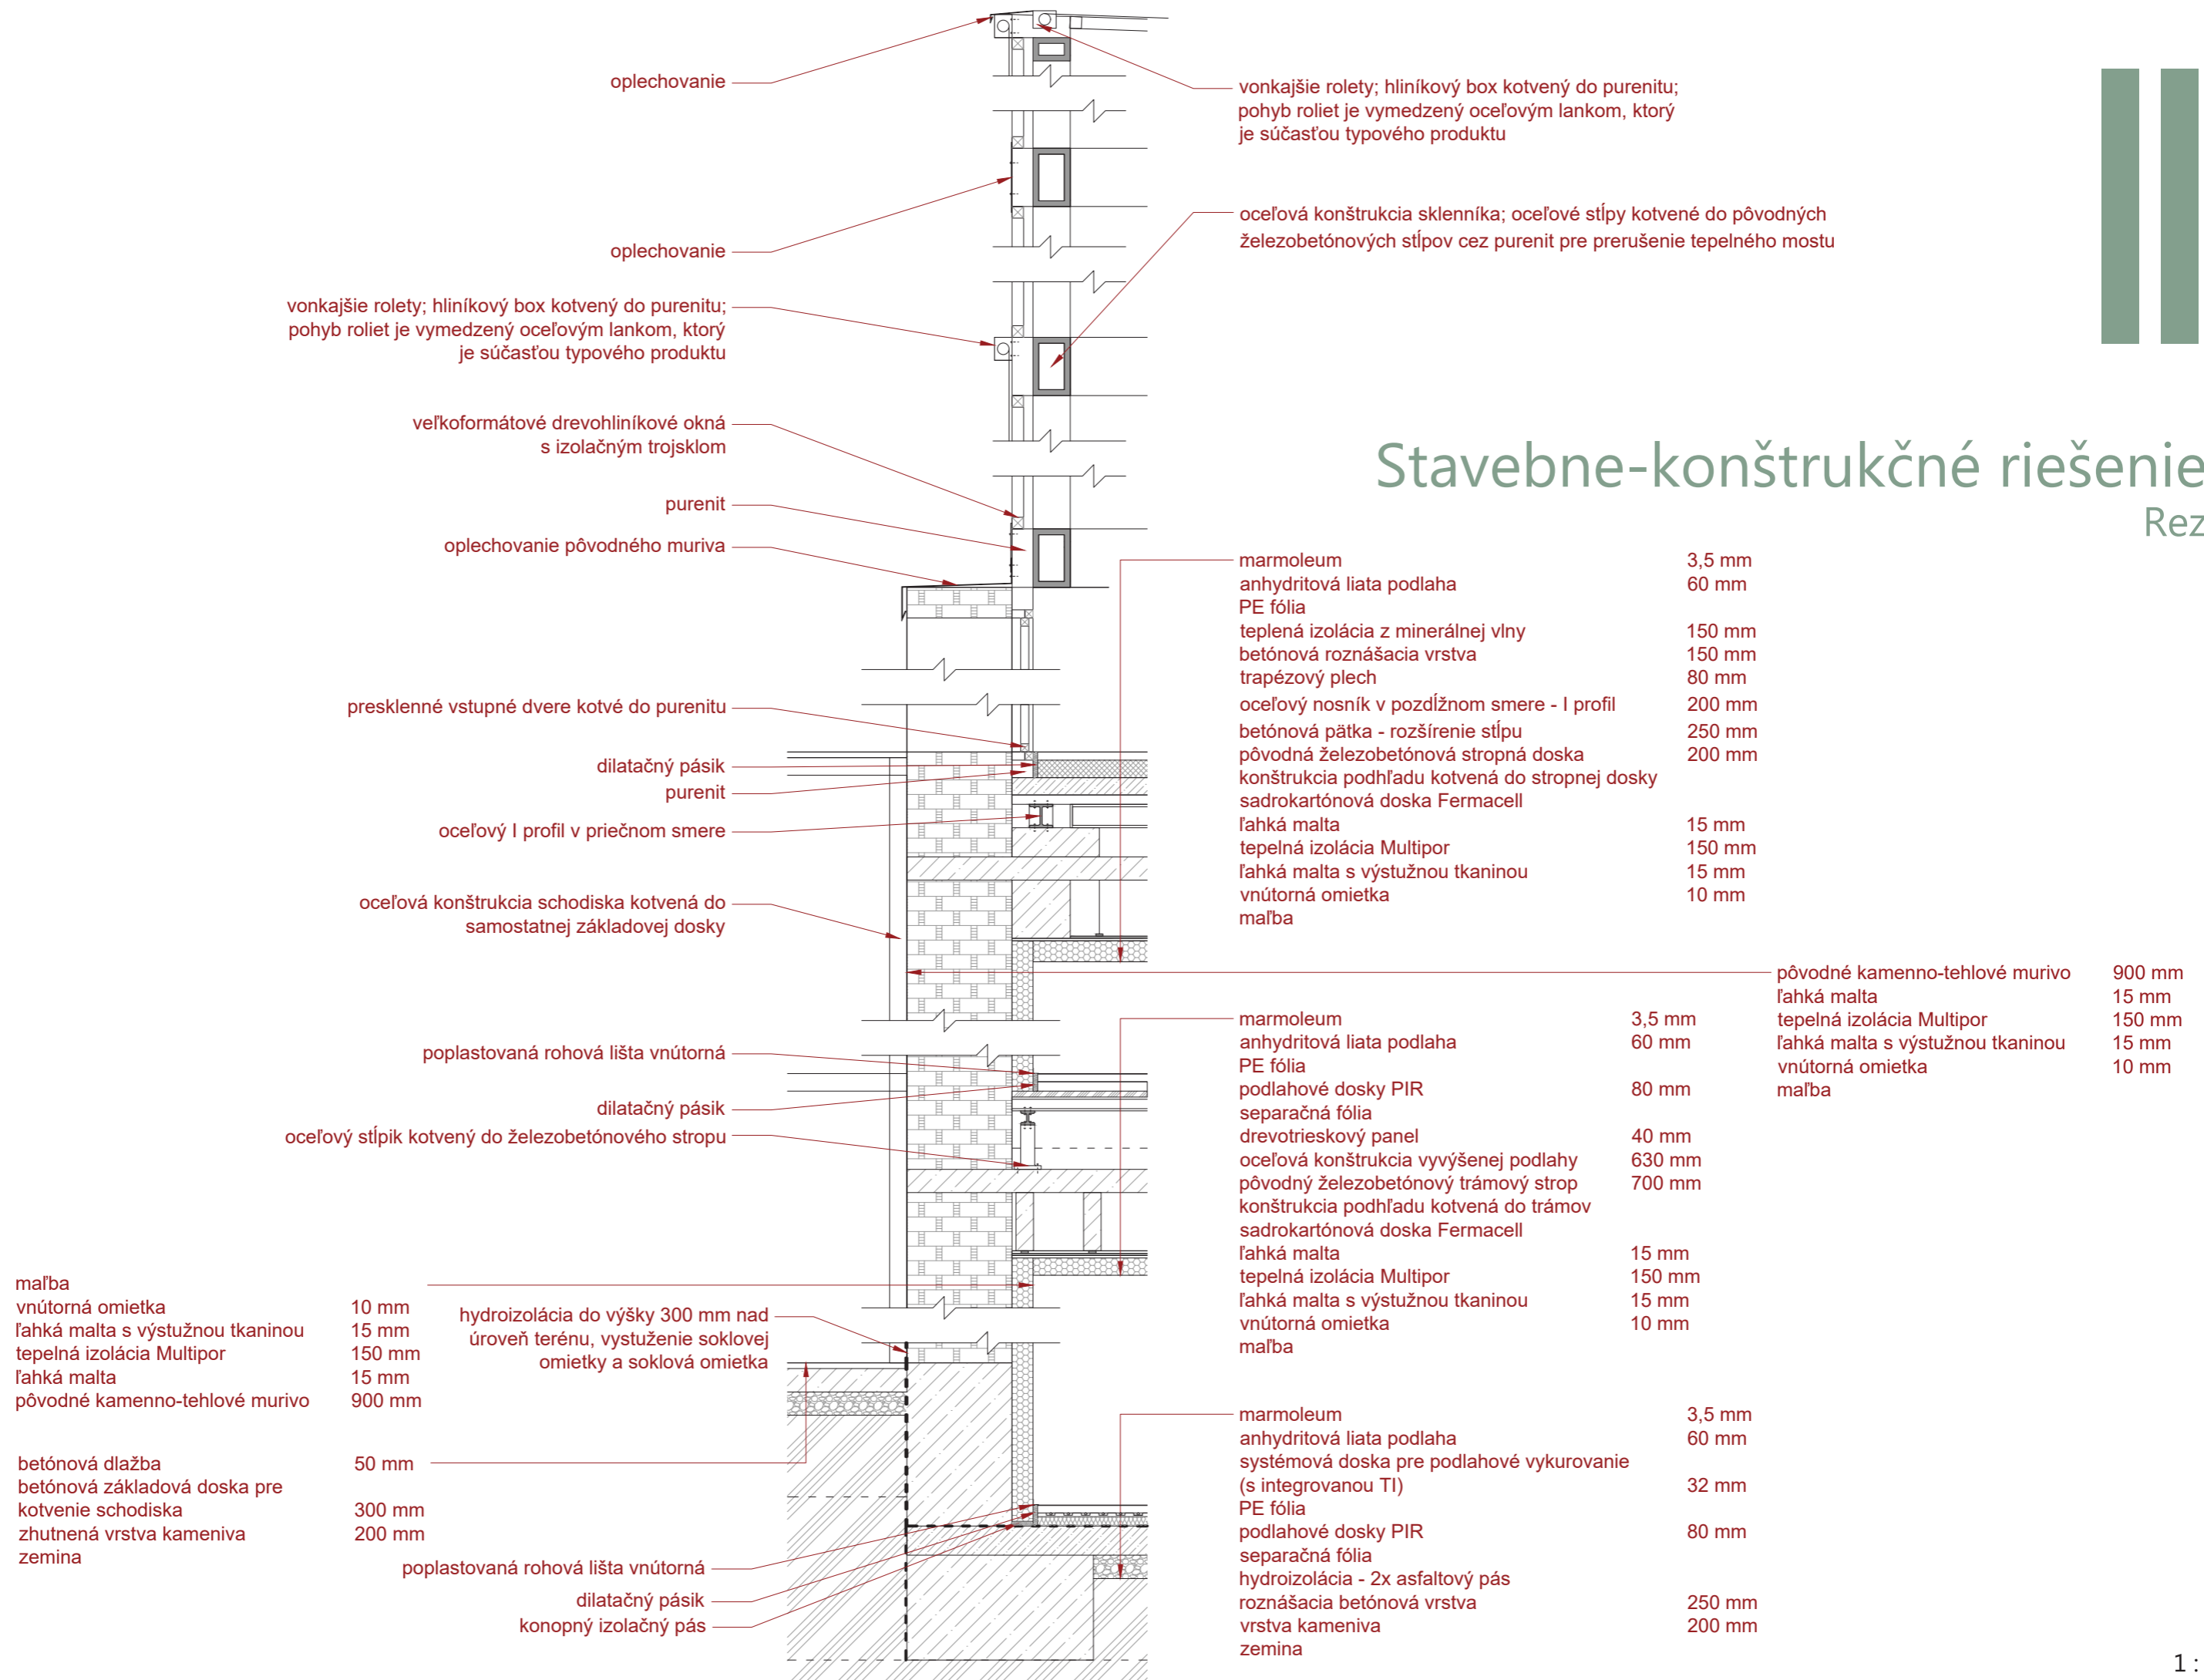 oplechovanie
vonkajšie rolety; hliníkový box kotvený do purenitu;
pohyb roliet je vymedzený oceľovým lankom, ktorý
je súčasťou typového produktu
oceľová konštrukcia sklenníka; oceľové stĺpy kotvené do pôvodných
železobetónových stĺpov cez purenit pre prerušenie tepelného mostu
oplechovanie
vonkajšie rolety; hliníkový box kotvený do purenitu;
pohyb roliet je vymedzený oceľovým lankom, ktorý
je súčasťou typového produktu
veľkoformátové drevohliníkové okná
s izolačným trojsklom
purenit
oplechovanie pôvodného muriva
presklenné vstupné dvere kotvé do purenitu
dilatačný pásik
purenit
oceľový I profil v priečnom smere
oceľová konštrukcia schodiska kotvená do
samostatnej základovej dosky
poplastovaná rohová lišta vnútorná
dilatačný pásik
oceľový stĺpik kotvený do železobetónového stropu
Stavebne-konštrukčné riešenie
Rez
marmoleum 3,5 mm
anhydritová liata podlaha 60 mm
PE fólia
teplená izolácia z minerálnej vlny 150 mm
betónová roznášacia vrstva 150 mm
trapézový plech 80 mm
oceľový nosník v pozdĺžnom smere - I profil 200 mm
betónová pätka - rozšírenie stĺpu 250 mm
pôvodná železobetónová stropná doska 200 mm
konštrukcia podhľadu kotvená do stropnej dosky
sadrokartónová doska Fermacell
ľahká malta 15 mm
tepelná izolácia Multipor 150 mm
ľahká malta s výstužnou tkaninou 15 mm
vnútorná omietka 10 mm
maľba
pôvodné kamenno-tehlové murivo 900 mm
ľahká malta 15 mm
tepelná izolácia Multipor 150 mm
ľahká malta s výstužnou tkaninou 15 mm
vnútorná omietka 10 mm
maľba
marmoleum 3,5 mm
anhydritová liata podlaha 60 mm
PE fólia
podlahové dosky PIR 80 mm
separačná fólia
drevotrieskový panel 40 mm
oceľová konštrukcia vyvýšenej podlahy 630 mm
pôvodný železobetónový trámový strop 700 mm
konštrukcia podhľadu kotvená do trámov
sadrokartónová doska Fermacell
ľahká malta 15 mm
tepelná izolácia Multipor 150 mm
ľahká malta s výstužnou tkaninou 15 mm
vnútorná omietka 10 mm
maľba
maľba
vnútorná omietka 10 mm
ľahká malta s výstužnou tkaninou 15 mm
tepelná izolácia Multipor 150 mm
ľahká malta 15 mm
pôvodné kamenno-tehlové murivo 900 mm
hydroizolácia do výšky 300 mm nad
úroveň terénu, vystuženie soklovej
omietky a soklová omietka
betónová dlažba 50 mm
betónová základová doska pre
kotvenie schodiska 300 mm
zhutnená vrstva kameniva 200 mm
zemina
poplastovaná rohová lišta vnútorná
dilatačný pásik
konopný izolačný pás
marmoleum 3,5 mm
anhydritová liata podlaha 60 mm
systémová doska pre podlahové vykurovanie
(s integrovanou TI) 32 mm
PE fólia
podlahové dosky PIR 80 mm
separačná fólia
hydroizolácia - 2x asfaltový pás
roznášacia betónová vrstva 250 mm
vrstva kameniva 200 mm
zemina
1 :